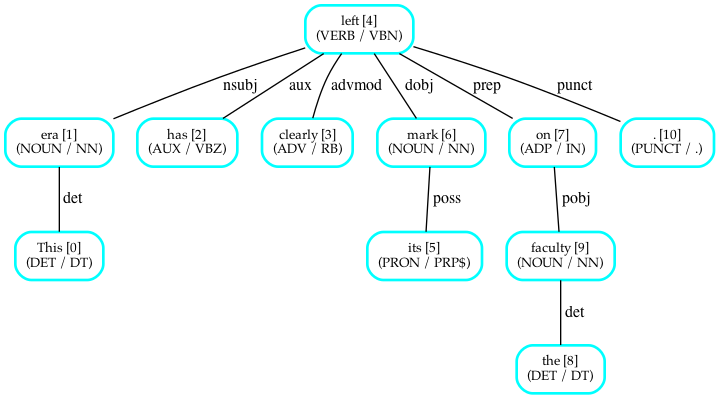 left [4]
(VERB / VBN)
nsubj
aux
advmod
dobj
prep
punct
era [1]
(NOUN / NN)
has [2]
(AUX / VBZ)
clearly [3]
(ADV / RB)
mark [6]
(NOUN / NN)
on [7]
(ADP / IN)
. [10]
(PUNCT / .)
det
poss
pobj
This [0]
(DET / DT)
its [5]
(PRON / PRP$)
faculty [9]
(NOUN / NN)
det
the [8]
(DET / DT)